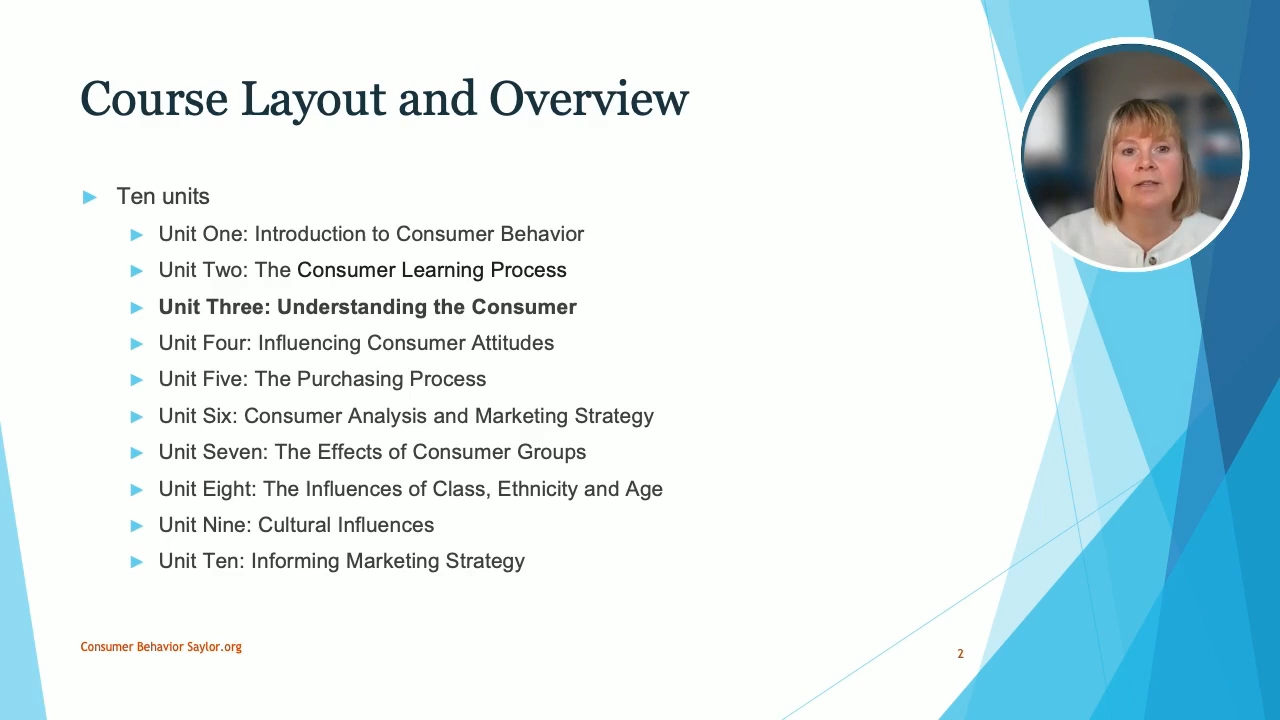 Course Layout and Overview
Ten units
Unit One: Introduction to Consumer Behavior
Unit Two: The Consumer Learning Process
Unit Three: Understanding the Consumer
Unit Four: Influencing Consumer Attitudes
Unit Five: The Purchasing Process
Unit Six: Consumer Analysis and Marketing Strategy
Unit Seven: The Effects of Consumer Groups
Unit Eight: The Influences of Class, Ethnicity and Age
Unit Nine: Cultural Influences
Unit Ten: Informing Marketing Strategy
Consumer Behavior Saylor.org
2